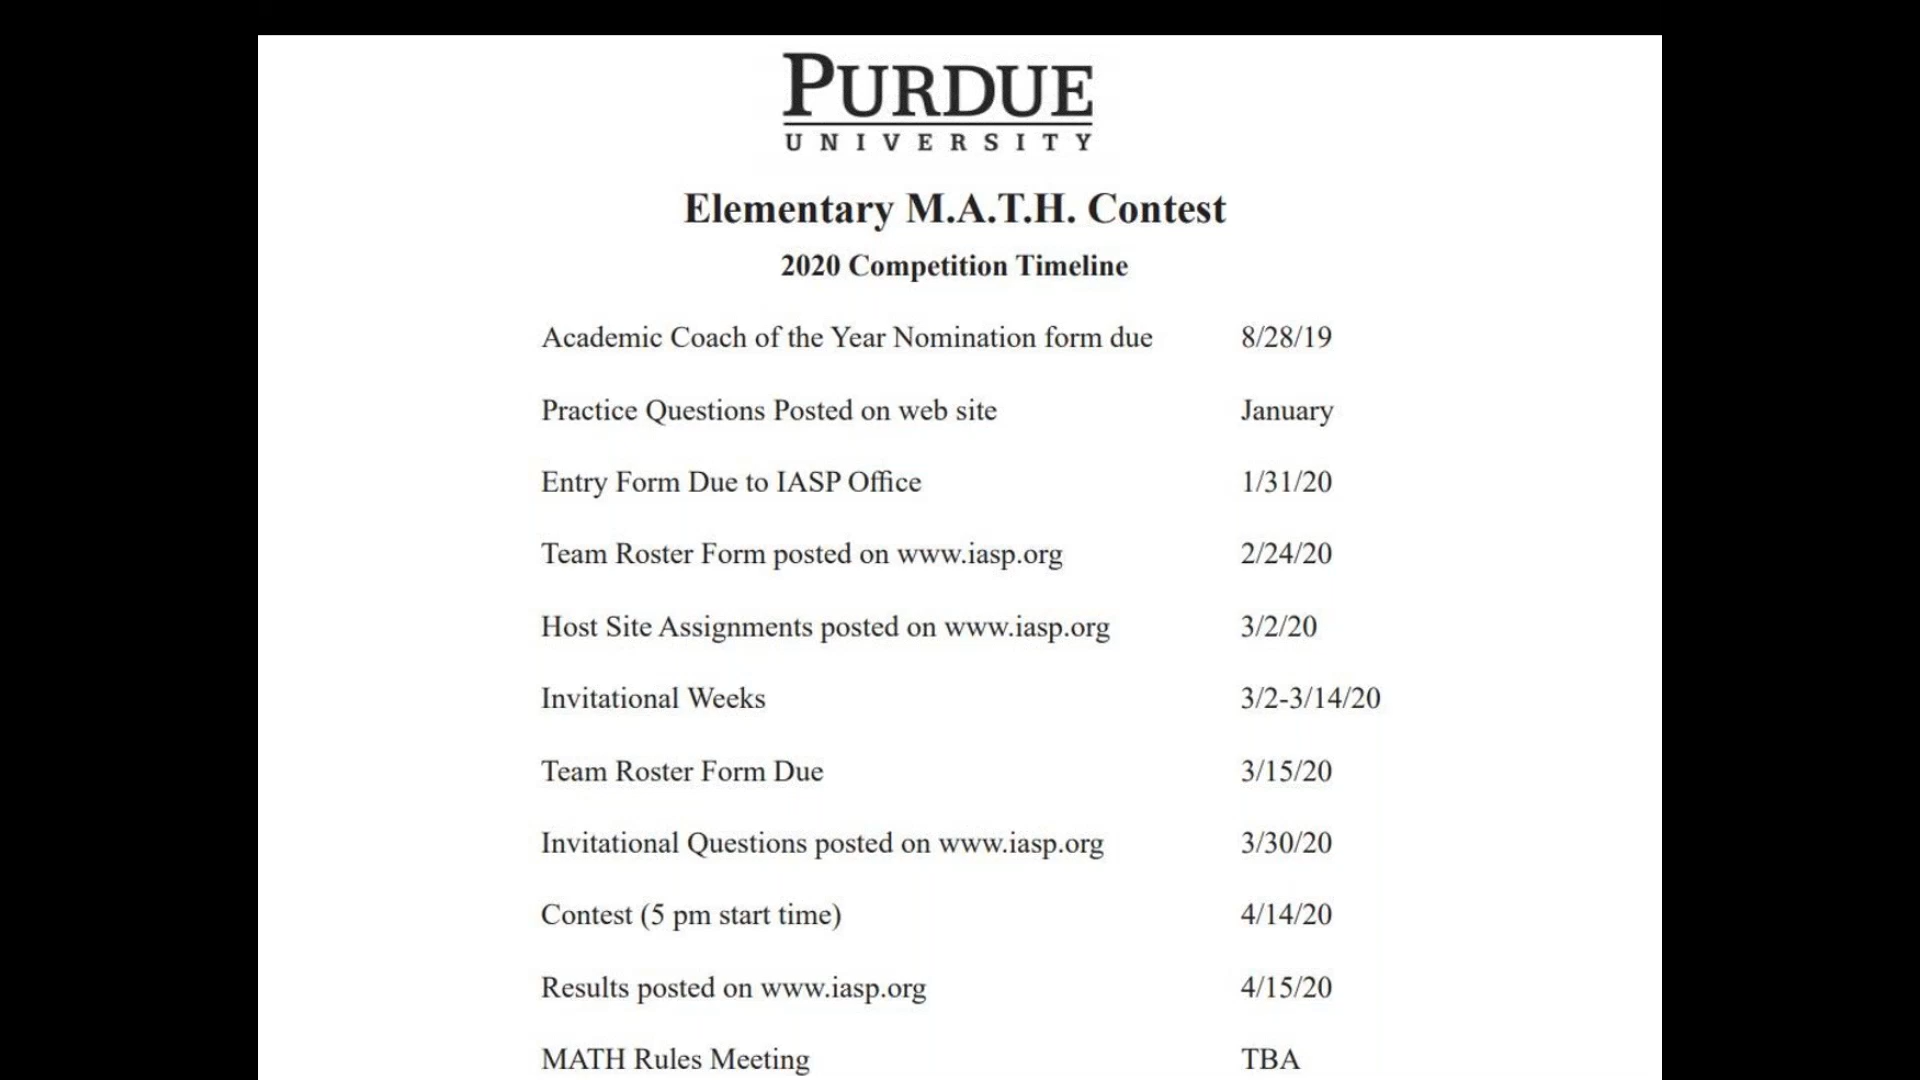 PURDUE
UNIVERSITY
Elementary M.A.T.H. Contest
2020 Competition Timeline
Academic Coach of the Year Nomination form due 8/28/19
Practice Questions Posted on web site January
Entry Form Due to IASP Office 1/31/20
Team Roster Form posted on www.iasp.org 2/24/20
Host Site Assignments posted on www.iasp.org 3/2/20
Invitational Weeks 3/2-3/14/20
Team Roster Form Due 3/15/20
Invitational Questions posted on www.iasp.org 3/30/20
Contest (5 pm start time) 4/14/20
Results posted on www.iasp.org 4/15/20
MATH Rules Meeting TBA